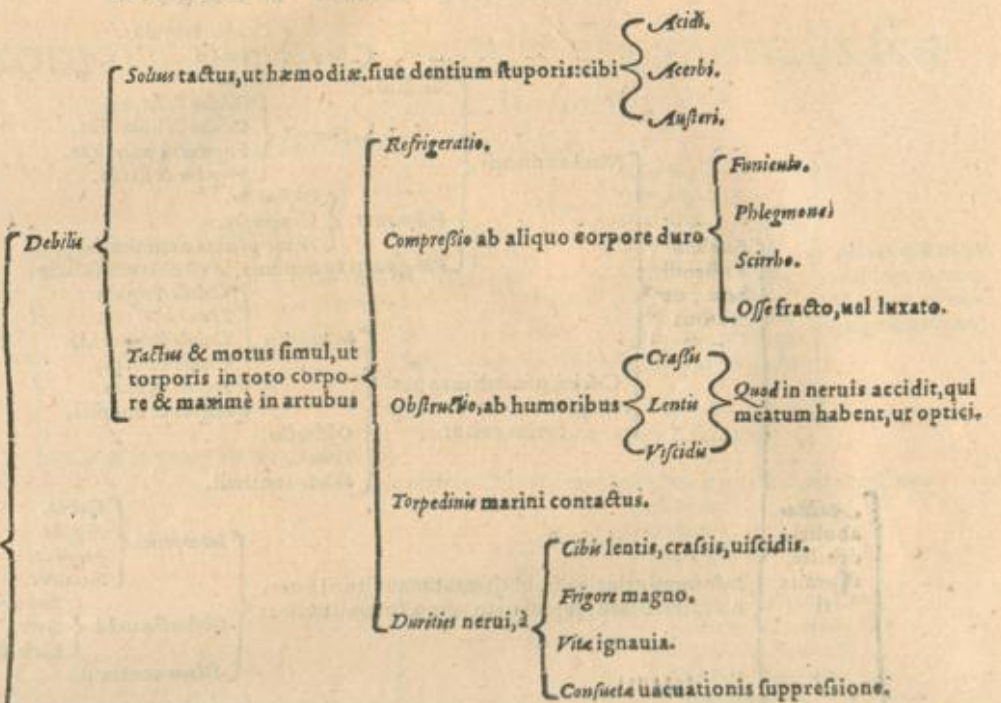 Acidi.
Solius tactus, ut hæmodiæ. ſiue dentium ſtuporis: cibi
Acerbi.
Auſteri.
Debilis
Refrigeratio.
Compreſsio ab aliquo corpore duro
Funiculo.
Phlegmone
Scirrho.
Oſſe fracto, uel luxato.
Tactus & motus ſimul, ut
torporis in toto corpo-
re & maximè in artubus
Obſtructio, ab humoribus
Craſsis
Lentis
Viſcidis
Quod in neruis accidit, qui
meatum habent, ut optici.
Torpedinis marini contactus.
Durities nerui, à
Cibis lentis, craſsis, uiſcidis.
Frigore magno.
Vitæ ignauia.
Conſuetæ uacuationis ſuppreſsione.